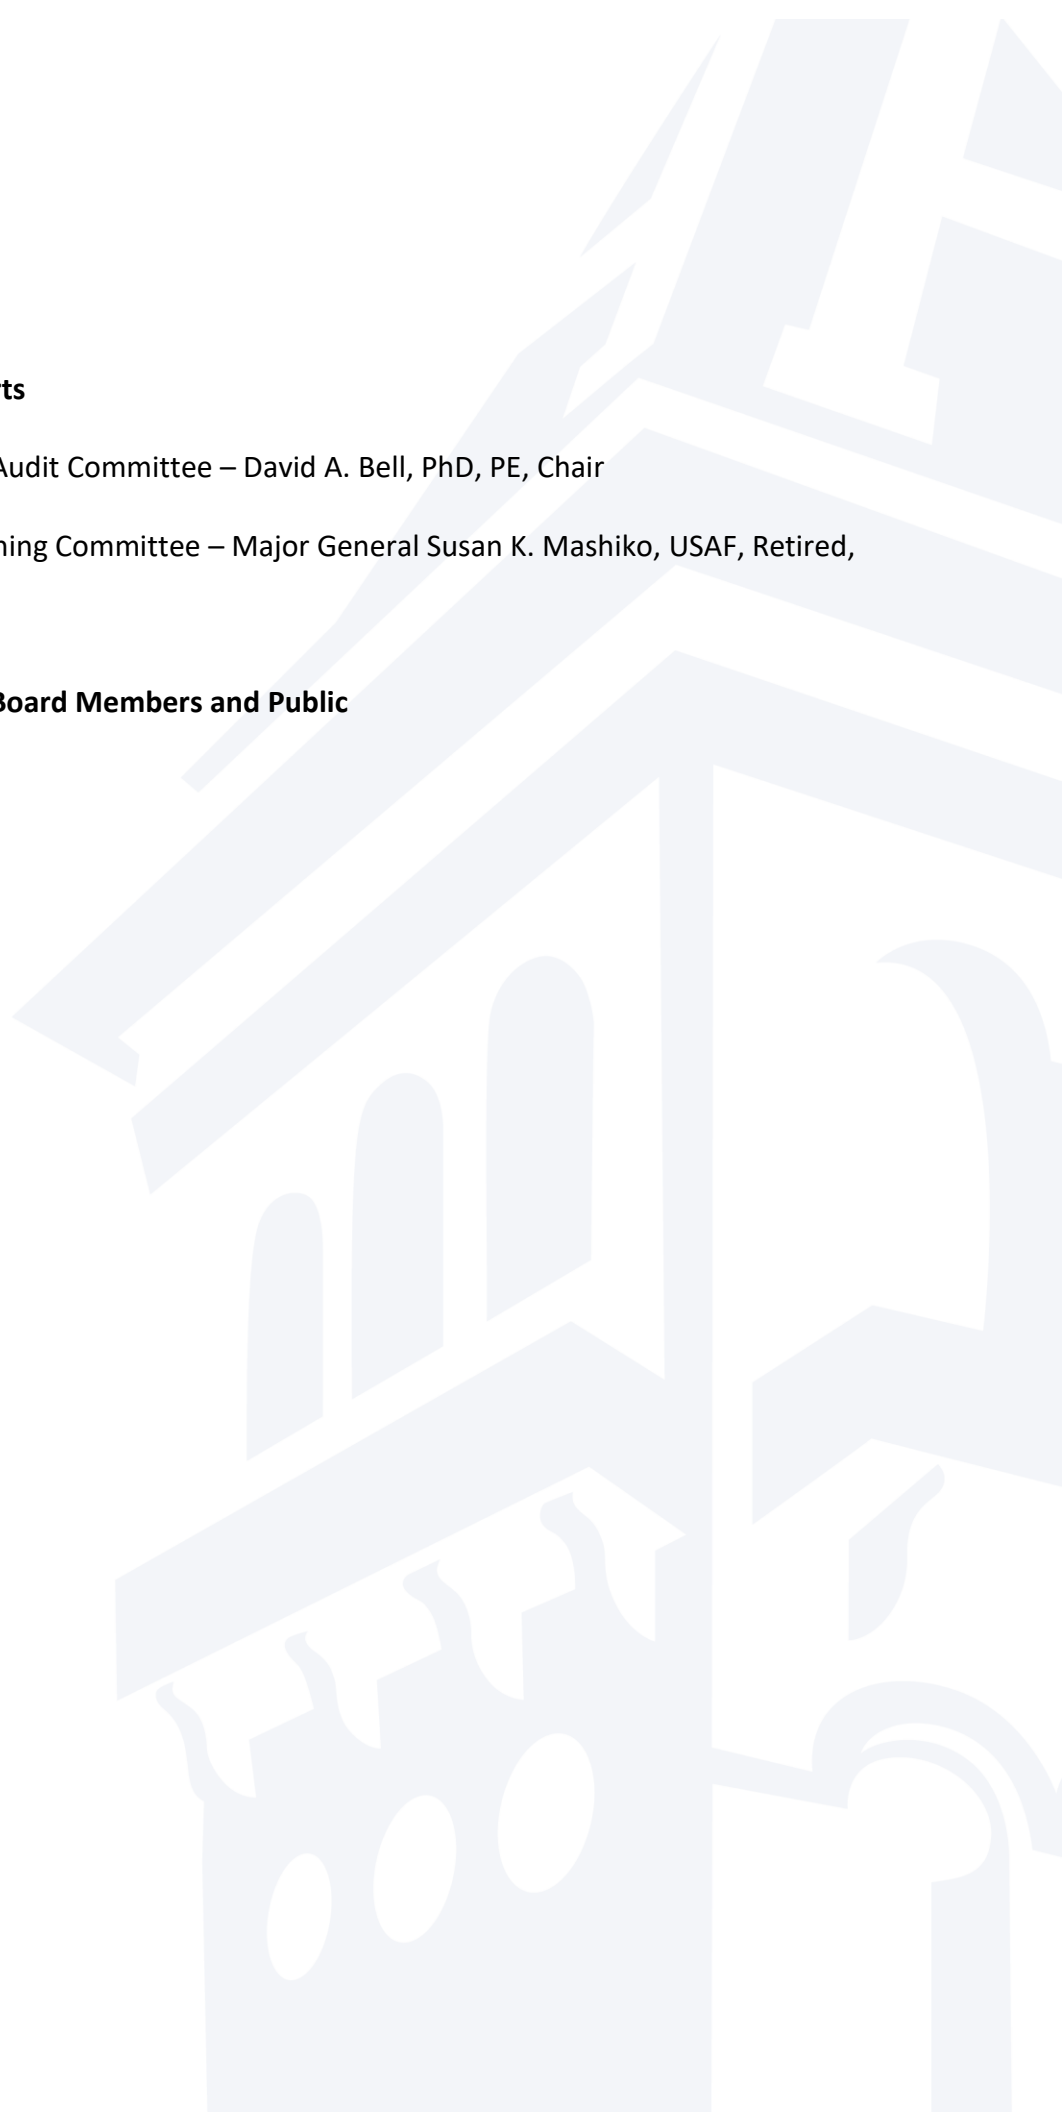 rts
Audit Committee – David A. Bell, PhD, PE, Chair
ning Committee – Major General Susan K. Mashiko, USAF, Retired,
Board Members and Public